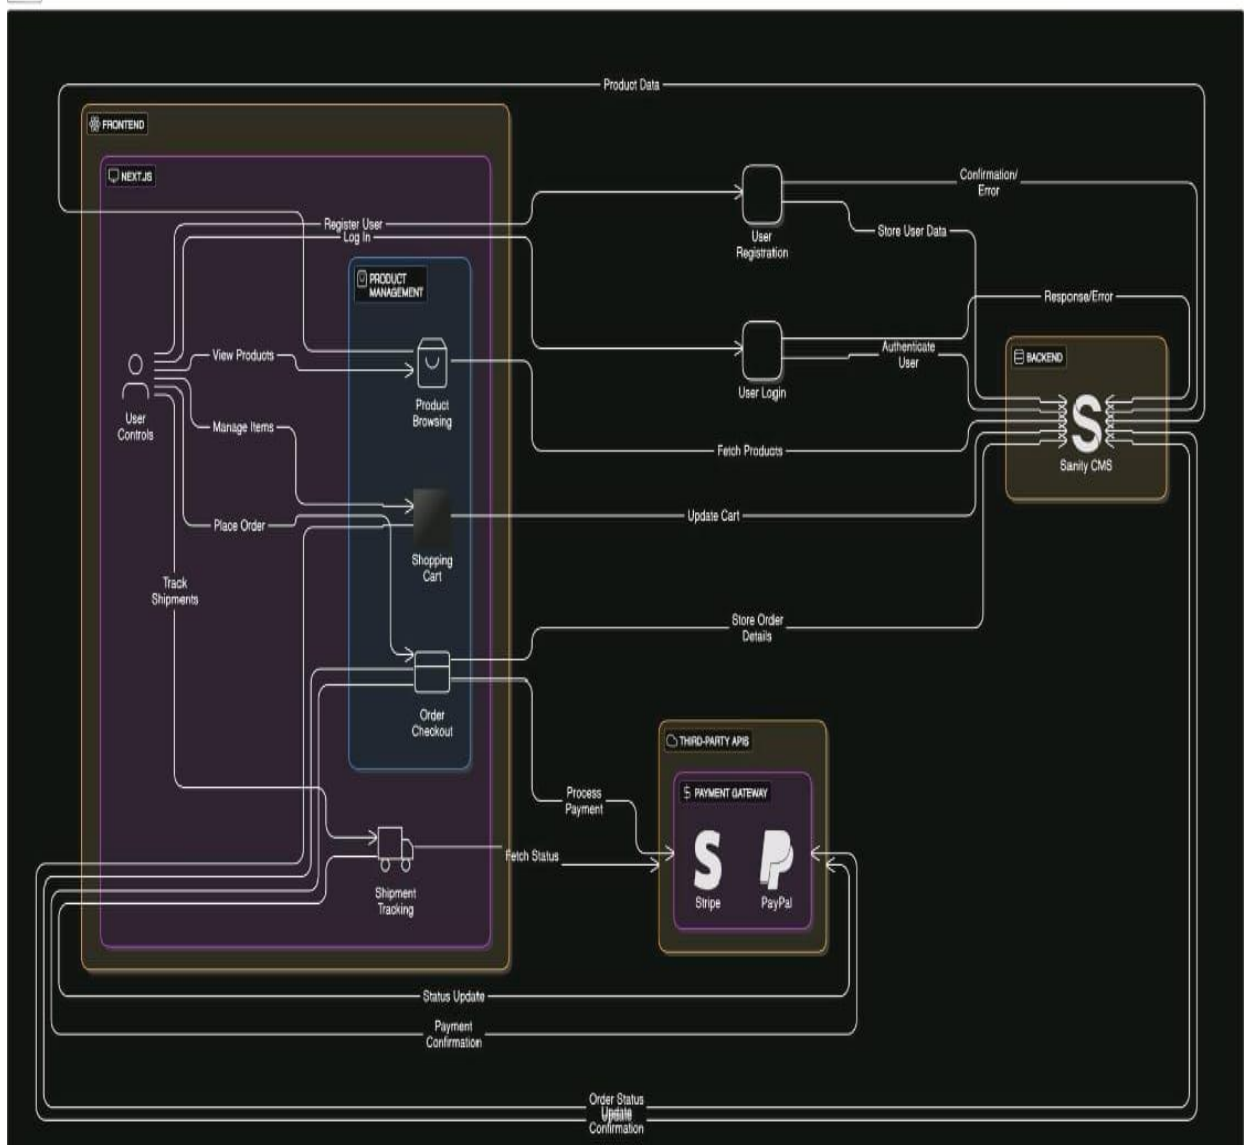 Product Data
FRONTEND
NEXT.JS
Confirmation/
Error
Register User
Log In
User
Registration
Store User Data
PRODUCT
MANAGEMENT
Response/Error
View Products
Authenticate
User
BACKEND
User Login
Product
Browsing
User
Controls
Manage Items
Fetch Products
Sanity CMS
Place Order
Update Cart
Shopping
Cart
Track
Shipments
Store Order
Details
Order
Checkout
THIRD-PARTY APIS
Process
Payment
PAYMENT GATEWAY
Fetch Status
Shipment
Tracking
Stripe
PayPal
Status Update
Payment
Confirmation
Order Status
Update
Confirmation